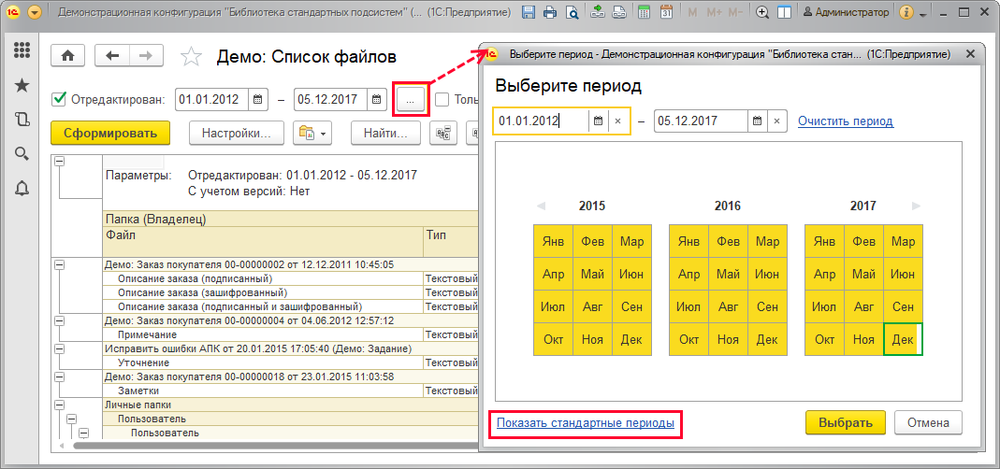 Демонстрационная конфигурация "Библиотека стандартных подсистем" (... (1С:Предприятие)
M M+ M-
Администратор
Демо: Список файлов
Отредактирован: 01.01.2012 – 05.12.2017 ...
Сформировать Настройки... Найти...
Параметры: Отредактирован: 01.01.2012 - 05.12.2017
С учетом версий: Нет
Папка (Владелец)
Файл Тип
Демо: Заказ покупателя 00-00000002 от 12.12.2011 10:45:05
Описание заказа (подписанный) Текстовый
Описание заказа (зашифрованный) Текстовый
Описание заказа (подписанный и зашифрованный) Текстовый
Демо: Заказ покупателя 00-00000004 от 04.06.2012 12:57:12
Примечание Текстовый
Исправить ошибки АПК от 20.01.2015 17:05:40 (Демо: Задание)
Уточнение Текстовый
Демо: Заказ покупателя 00-00000018 от 23.01.2015 11:03:58
Заметки Текстовый
Личные папки
Пользователь
Пользователь
Выберите период - Демонстрационная конфигурация "Библиотека стан... (1С:Предприятие)
Выберите период
01.01.2012 – 05.12.2017 Очистить период
2015 2016 2017
Янв Фев Мар Янв Фев Мар Янв Фев Мар
Апр Май Июн Апр Май Июн Апр Май Июн
Июл Авг Сен Июл Авг Сен Июл Авг Сен
Окт Ноя Дек Окт Ноя Дек Окт Ноя Дек
Показать стандартные периоды Выбрать Отмена